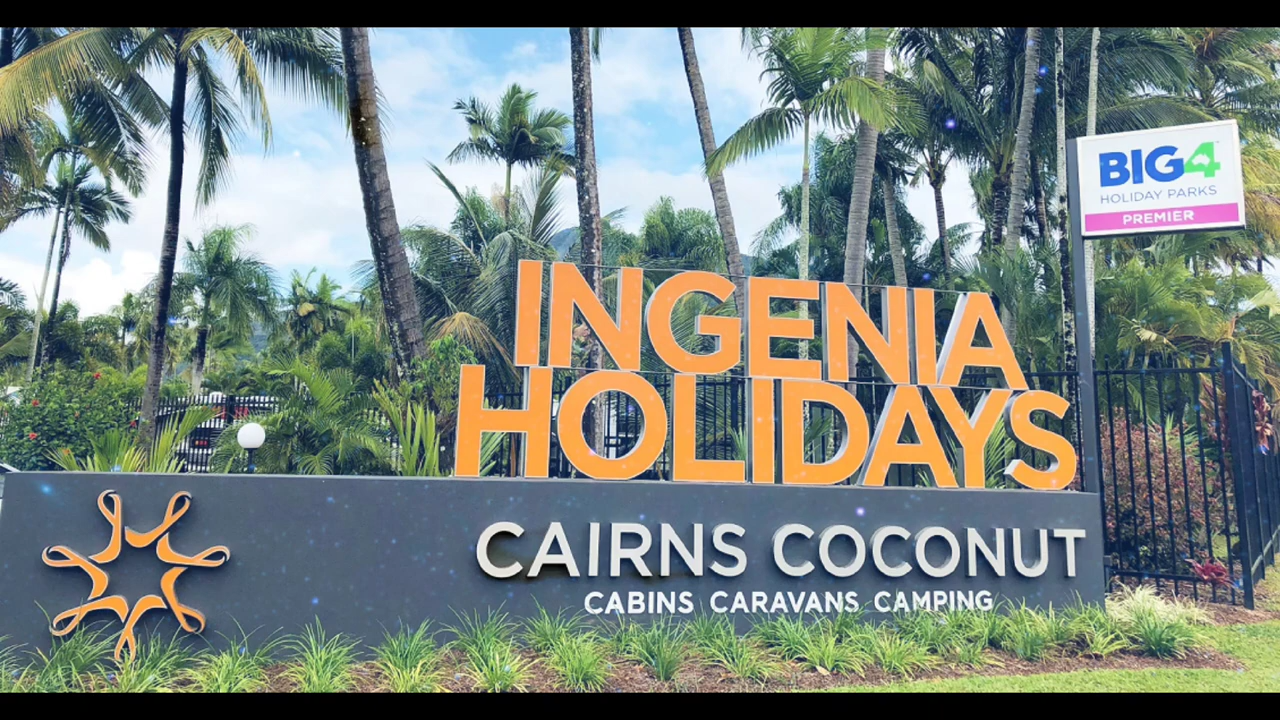 BIG4
HOLIDAY PARKS
PREMIER
INGENIA
HOLIDAYS
CAIRNS COCONUT
CABINS CARAVANS CAMPING